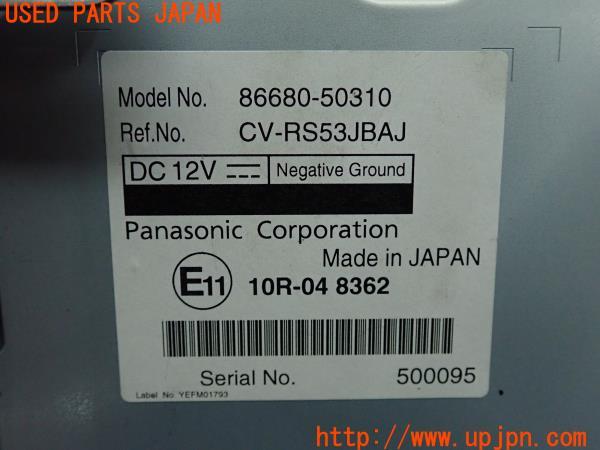 USED PARTS JAPAN
Model No. 86680-50310
Ref.No. CV-RS53JBAJ
DC 12V Negative Ground
Panasonic Corporation
Made in JAPAN
E11 10R-04 8362
Serial No. 500095
Label No YEFM01793
http://www.upjpn.com/